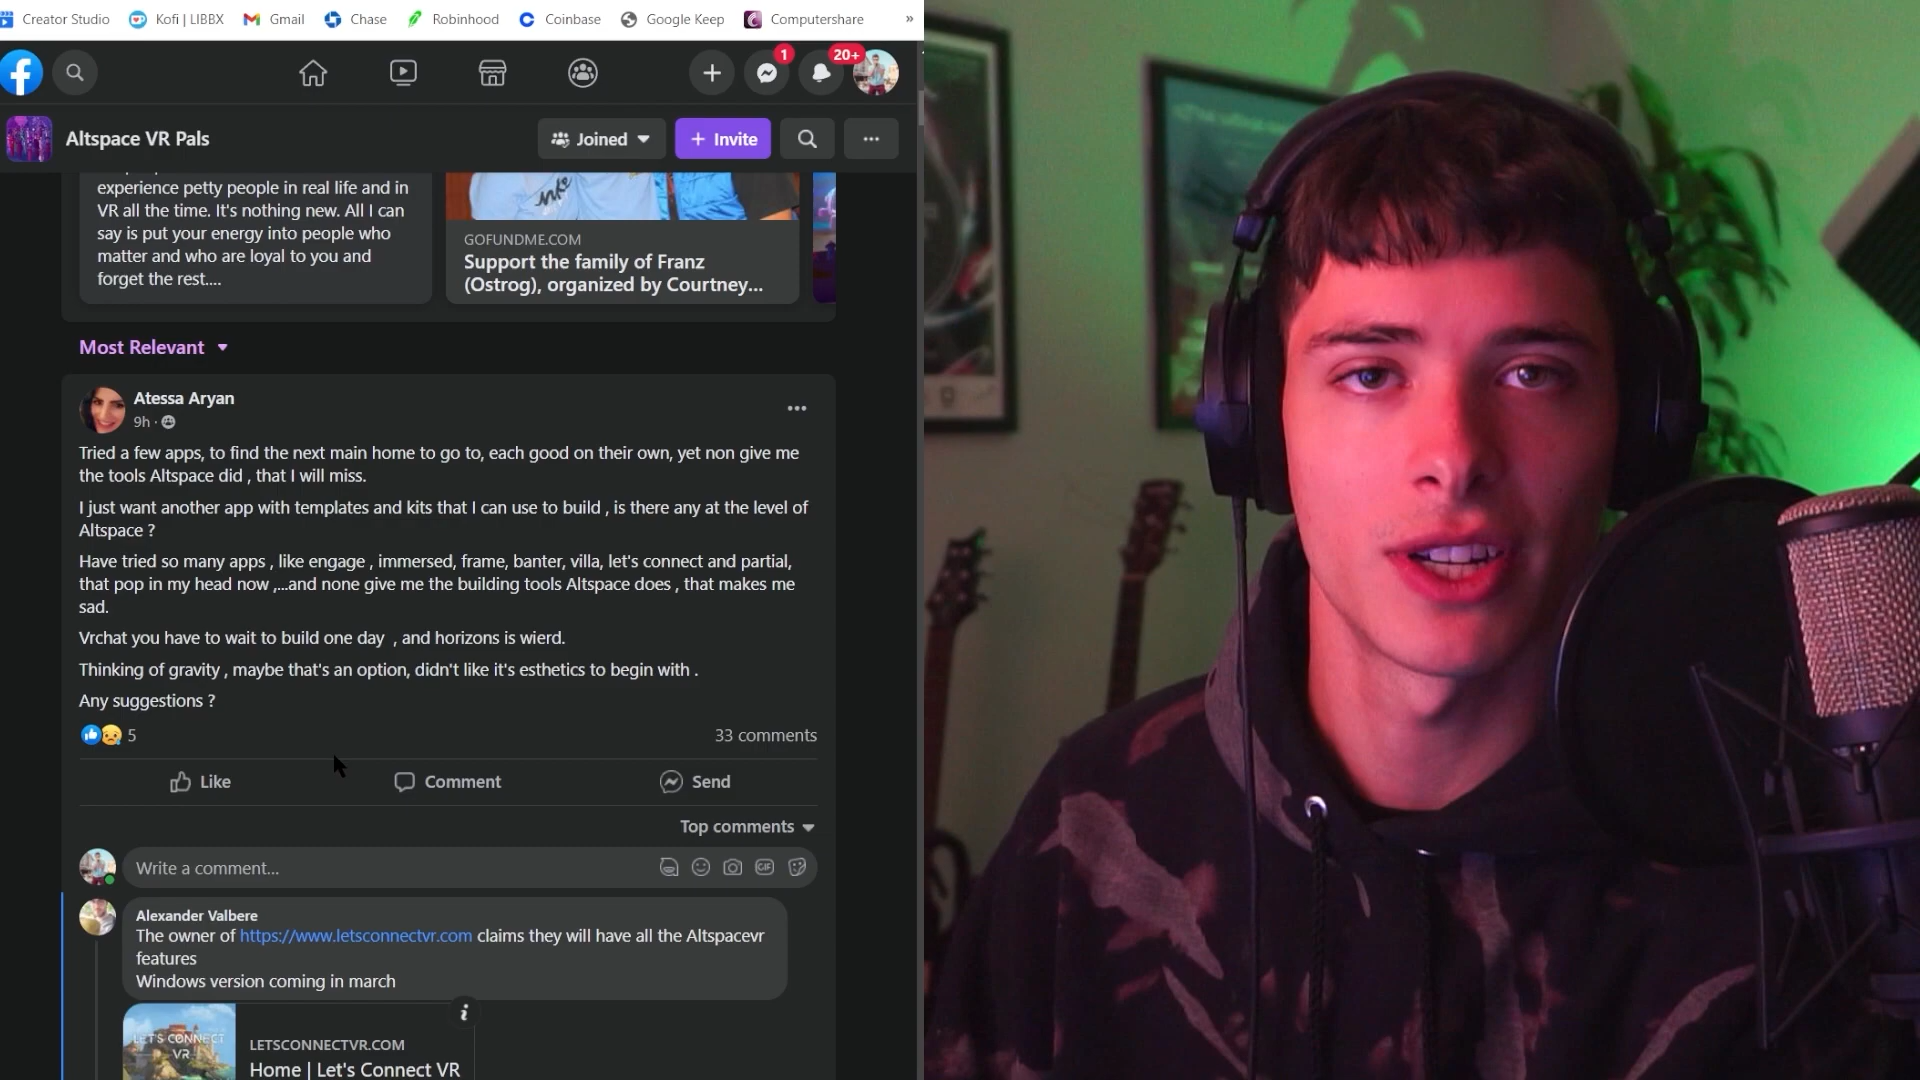 Creator Studio
Kofi | LIBBX
Gmail
Chase
Robinhood
Coinbase
Google Keep
Computershare
»
1
20+
Altspace VR Pals
Joined
+ Invite
experience petty people in real life and in
VR all the time. It's nothing new. All I can
say is put your energy into people who
matter and who are loyal to you and
forget the rest....
GOFUNDME.COM
Support the family of Franz
(Ostrog), organized by Courtney...
Most Relevant
Atessa Aryan
9h ·
Tried a few apps, to find the next main home to go to, each good on their own, yet non give me
the tools Altspace did , that I will miss.
I just want another app with templates and kits that I can use to build , is there any at the level of
Altspace ?
Have tried so many apps , like engage , immersed, frame, banter, villa, let's connect and partial,
that pop in my head now ,...and none give me the building tools Altspace does , that makes me
sad.
Vrchat you have to wait to build one day  , and horizons is wierd.
Thinking of gravity , maybe that's an option, didn't like it's esthetics to begin with .
Any suggestions ?
5
33 comments
Like
Comment
Send
Top comments
Write a comment...
GIF
Alexander Valbere
The owner of https://www.letsconnectvr.com claims they will have all the Altspacevr
features
Windows version coming in march
LET'S CONNECT
VR
LETSCONNECTVR.COM
Home | Let's Connect VR